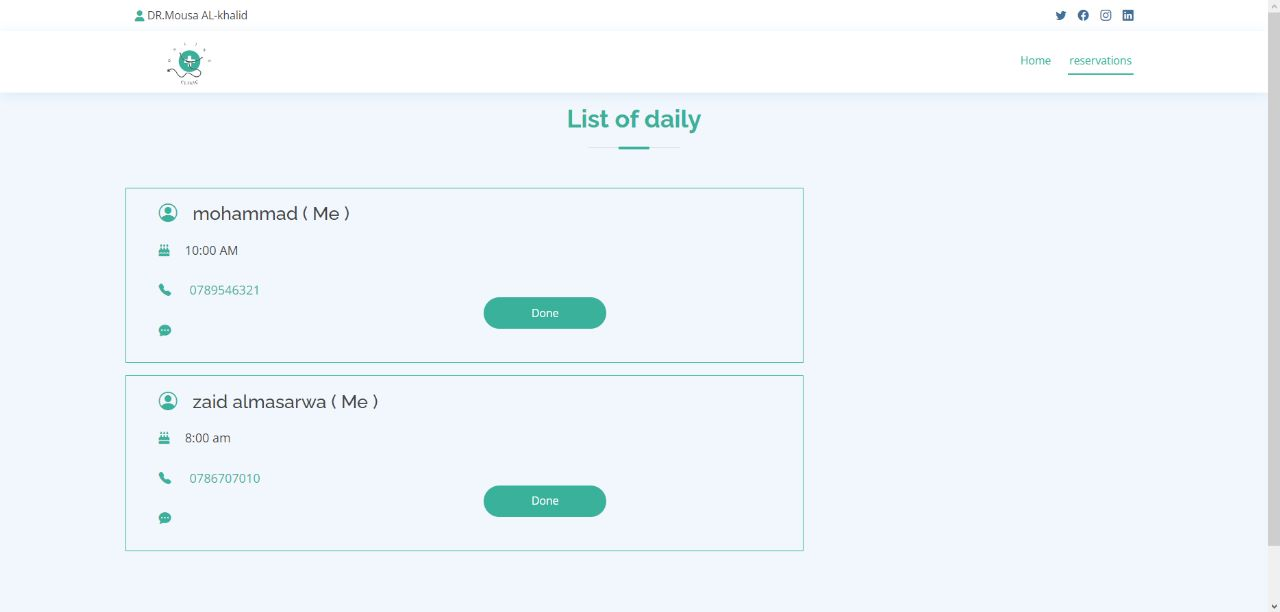 DR.Mousa AL-khalid
Home reservations
List of daily
mohammad ( Me )
10:00 AM
0789546321
Done
zaid almasarwa ( Me )
8:00 am
0786707010
Done